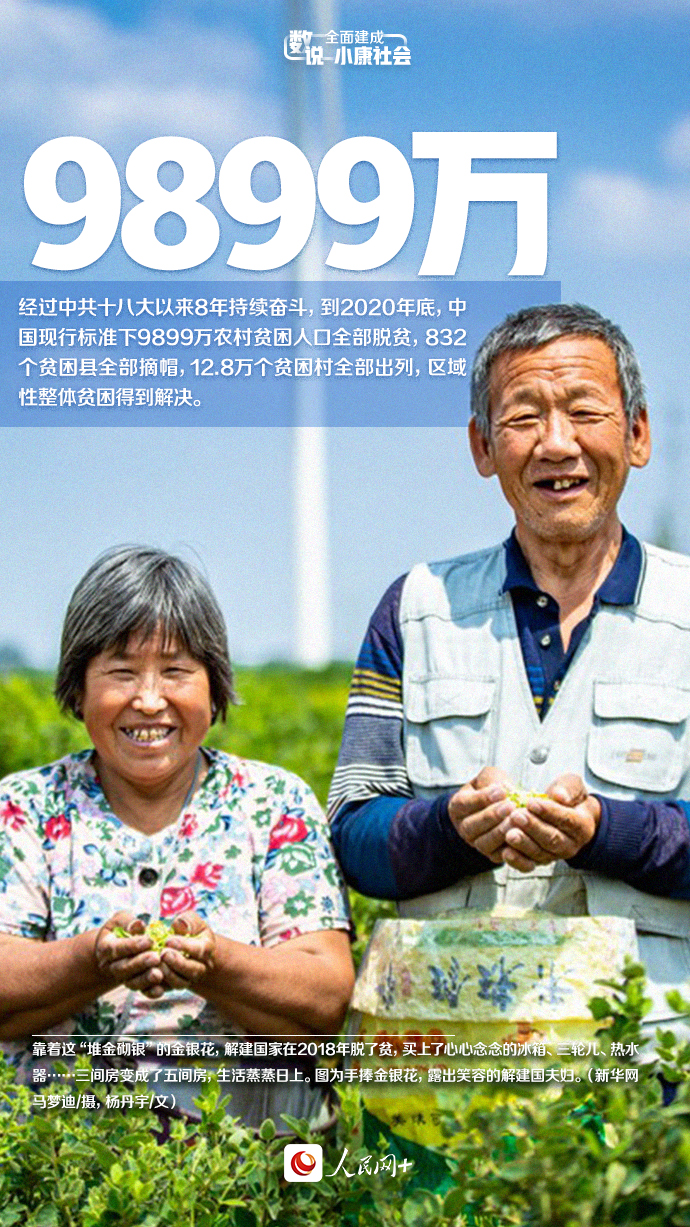 数说 全面建成
小康社会
9899万
经过中共十八大以来8年持续奋斗，到2020年底，中
国现行标准下9899万农村贫困人口全部脱贫，832
个贫困县全部摘帽，12.8万个贫困村全部出列，区域
性整体贫困得到解决。
靠着这“堆金砌银”的金银花，解建国家在2018年脱了贫，买上了心心念念的冰箱、三轮儿、热水
器……三间房变成了五间房，生活蒸蒸日上。图为手捧金银花，露出笑容的解建国夫妇。（新华网
马梦迪/摄，杨丹宇/文）
人民网+